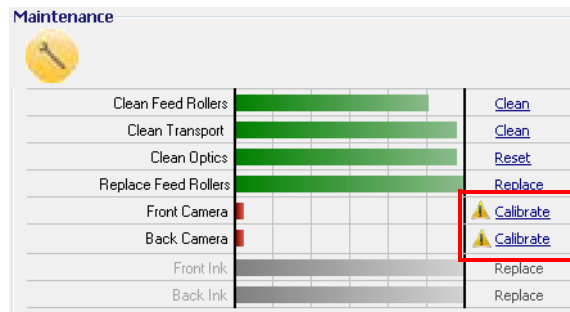 Maintenance
Clean Feed Rollers Clean
Clean Transport Clean
Clean Optics Reset
Replace Feed Rollers Replace
Front Camera Calibrate
Back Camera Calibrate
Front Ink Replace
Back Ink Replace